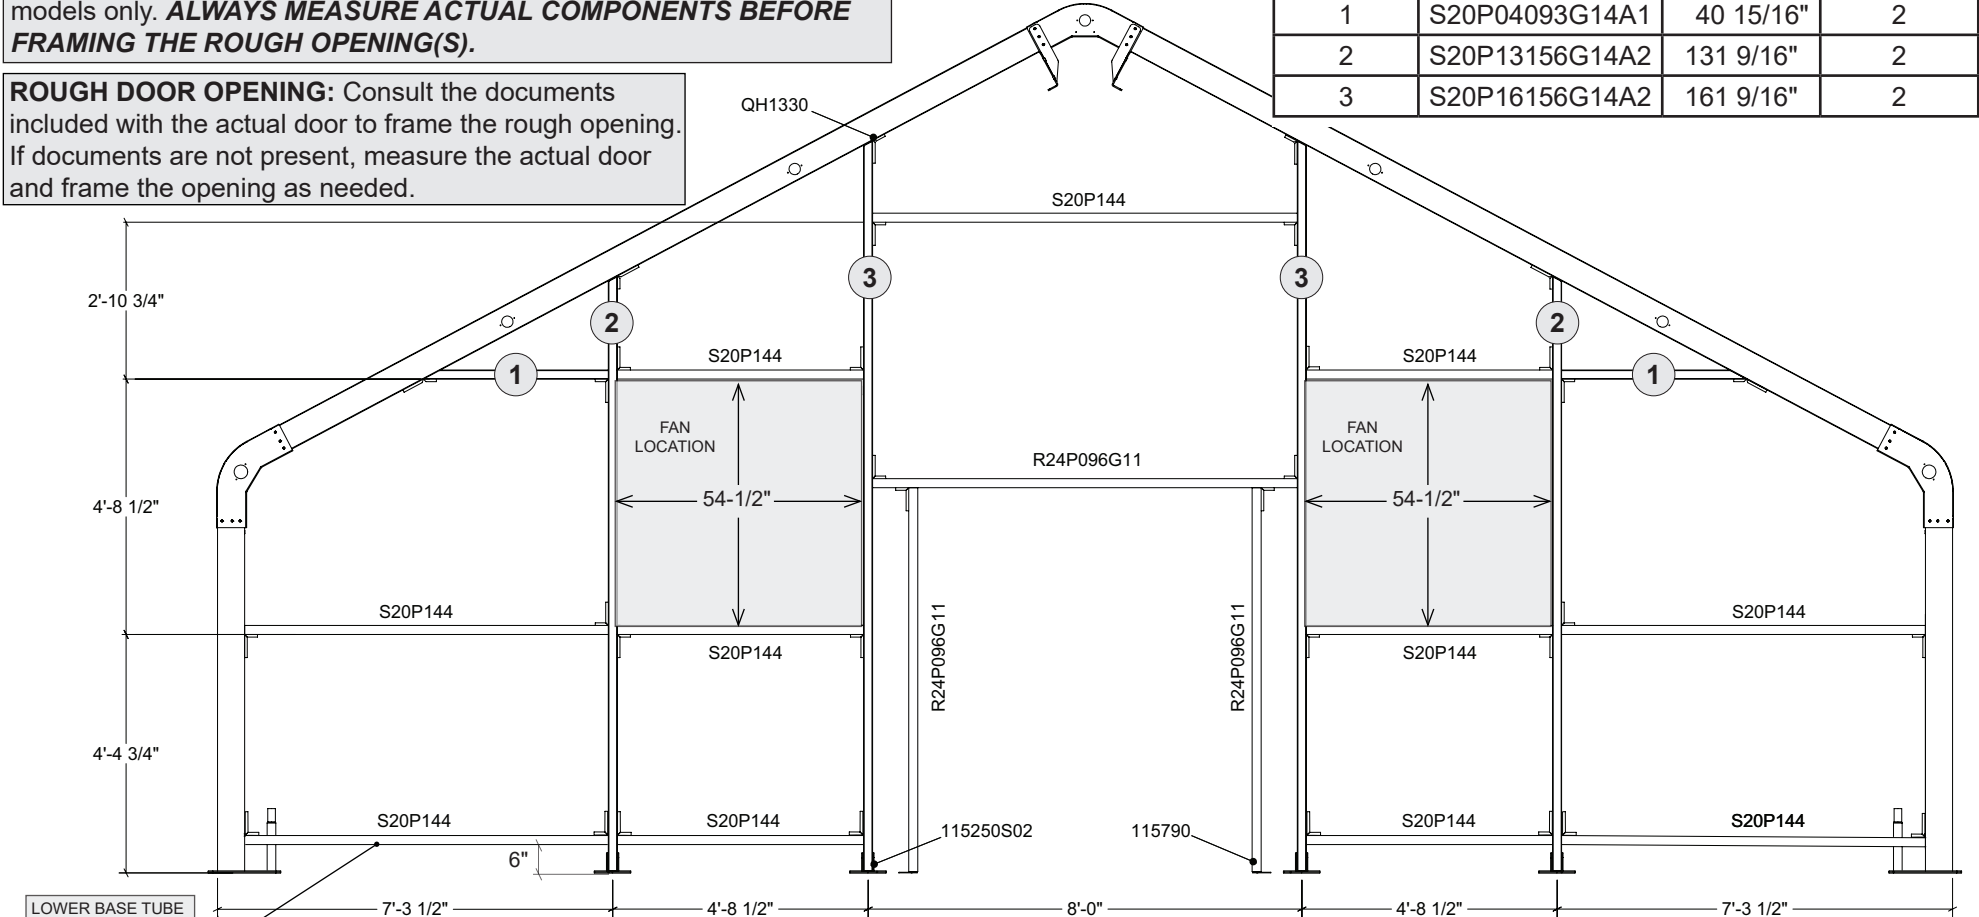 models only. ALWAYS MEASURE ACTUAL COMPONENTS BEFORE
FRAMING THE ROUGH OPENING(S).
ROUGH DOOR OPENING: Consult the documents
included with the actual door to frame the rough opening.
If documents are not present, measure the actual door
and frame the opening as needed.
1 S20P04093G14A1 40 15/16" 2
2 S20P13156G14A2 131 9/16" 2
3 S20P16156G14A2 161 9/16" 2
QH1330
S20P144
3 3
2'-10 3/4"
2 2
S20P144 S20P144
1 1
FAN
LOCATION
FAN
LOCATION
R24P096G11
54-1/2" 54-1/2"
4'-8 1/2"
S20P144 S20P144
S20P144 S20P144
R24P096G11
R24P096G11
4'-4 3/4"
S20P144 S20P144 S20P144 S20P144
115250S02 115790
6"
LOWER BASE TUBE
7'-3 1/2" 4'-8 1/2" 8'-0" 4'-8 1/2" 7'-3 1/2"